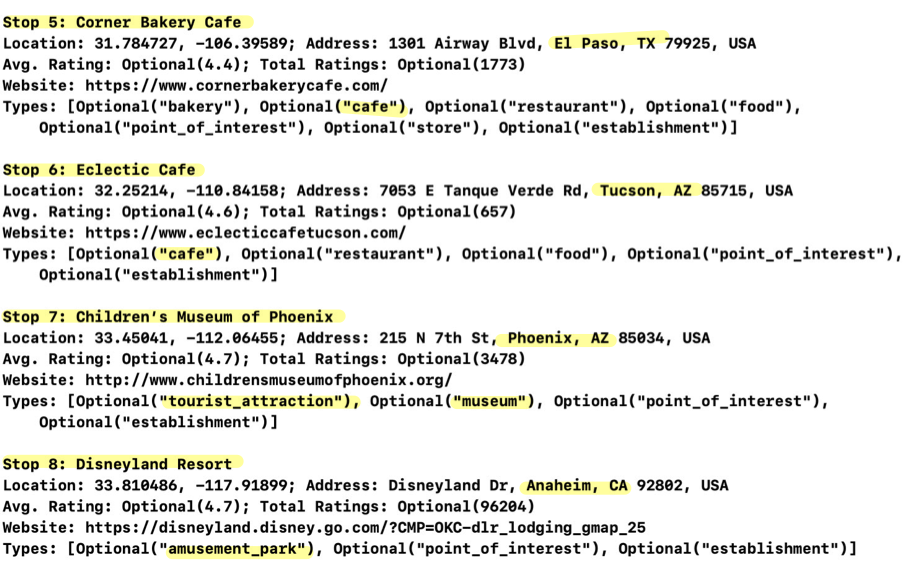 Stop 5: Corner Bakery Cafe
Location: 31.784727, -106.39589; Address: 1301 Airway Blvd, El Paso, TX 79925, USA
Avg. Rating: Optional(4.4); Total Ratings: Optional(1773)
Website: https://www.cornerbakerycafe.com/
Types: [Optional("bakery"), Optional("cafe"), Optional("restaurant"), Optional("food"),
Optional("point_of_interest"), Optional("store"), Optional("establishment")]
Stop 6: Eclectic Cafe
Location: 32.25214, -110.84158; Address: 7053 E Tanque Verde Rd, Tucson, AZ 85715, USA
Avg. Rating: Optional(4.6); Total Ratings: Optional(657)
Website: https://www.eclecticcafetucson.com/
Types: [Optional("cafe"), Optional("restaurant"), Optional("food"), Optional("point_of_interest"),
Optional("establishment")]
Stop 7: Children’s Museum of Phoenix
Location: 33.45041, -112.06455; Address: 215 N 7th St, Phoenix, AZ 85034, USA
Avg. Rating: Optional(4.7); Total Ratings: Optional(3478)
Website: http://www.childrensmuseumofphoenix.org/
Types: [Optional("tourist_attraction"), Optional("museum"), Optional("point_of_interest"),
Optional("establishment")]
Stop 8: Disneyland Resort
Location: 33.810486, -117.91899; Address: Disneyland Dr, Anaheim, CA 92802, USA
Avg. Rating: Optional(4.7); Total Ratings: Optional(96204)
Website: https://disneyland.disney.go.com/?CMP=OKC-dlr_lodging_gmap_25
Types: [Optional("amusement_park"), Optional("point_of_interest"), Optional("establishment")]